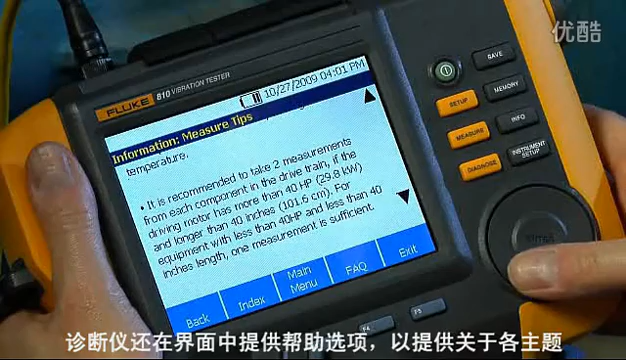 优酷
FLUKE 810 VIBRATION TESTER
10/27/2009 04:01 PM
Information: Measure Tips
temperature.
• It is recommended to take 2 measurements
from each component in the drive train, if the
driving motor has more than 40 HP (29.8 kW)
and longer than 40 inches (101.6 cm). For
equipment with less than 40HP and less than 40
inches length, one measurement is sufficient.
Back
Index
Main
Menu
FAQ
Exit
SAVE
SETUP
MEMORY
MEASURE
INFO
DIAGNOSE
INSTRUMENT
SETUP
ENTER
F4
F5
诊断仪还在界面中提供帮助选项，以提供关于各主题